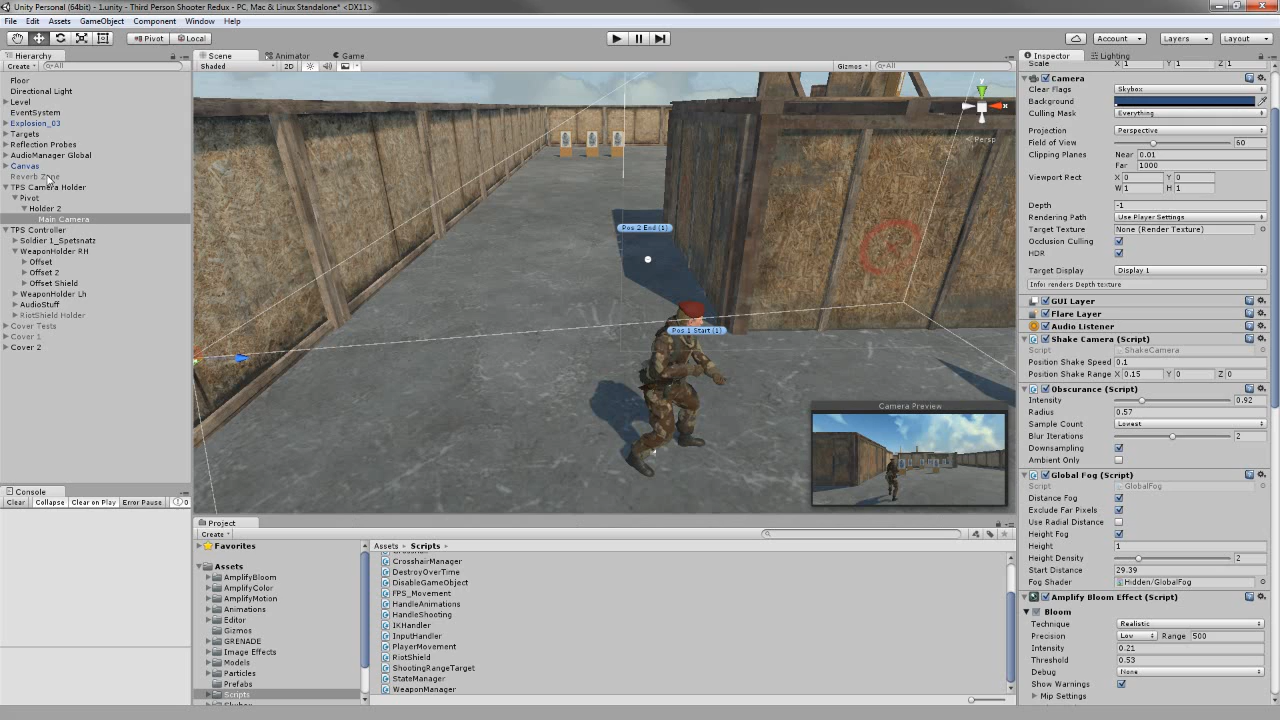 Unity Personal (64bit) - 1.unity - Third Person Shooter Redux - PC, Mac & Linux Standalone* <DX11>
File Edit Assets GameObject Component Window Help
Pivot Local Account Layers Layout
Hierarchy
Create All
Floor
Directional Light
Level
EventSystem
Explosion_03
Targets
Reflection Probes
AudioManager Global
Canvas
Reverb Zone
TPS Camera Holder
Pivot
Holder 2
Main Camera
TPS Controller
Soldier 1_Spetsnatz
WeaponHolder RH
Offset
Offset 2
Offset Shield
WeaponHolder Lh
AudioStuff
RiotShield Holder
Cover Tests
Cover 1
Cover 2
Console
Clear Collapse Clear on Play Error Pause 0
Scene Animator Game
Shaded 2D Gizmos All
y
x
Persp
Pos 2 End (1)
Pos 1 Start (1)
Camera Preview
Project
Create
Favorites
Assets
AmplifyBloom
AmplifyColor
AmplifyMotion
Animations
Editor
Gizmos
GRENADE
Image Effects
Models
Particles
Prefabs
Scripts
Assets Scripts
CrosshairManager
DestroyOverTime
DisableGameObject
FPS_Movement
HandleAnimations
HandleShooting
IKHandler
InputHandler
PlayerMovement
RiotShield
ShootingRangeTarget
StateManager
WeaponManager
Inspector Lighting
Scale X 1 Y 1 Z 1
Camera
Clear Flags Skybox
Background
Culling Mask Everything
Projection Perspective
Field of View 60
Clipping Planes Near 0.01
Far 1000
Viewport Rect X 0 Y 0
W 1 H 1
Depth -1
Rendering Path Use Player Settings
Target Texture None (Render Texture)
Occlusion Culling
HDR
Target Display Display 1
Info: renders Depth texture
GUI Layer
Flare Layer
Audio Listener
Shake Camera (Script)
Script ShakeCamera
Position Shake Speed 0.1
Position Shake Range X 0.15 Y 0 Z 0
Obscurance (Script)
Intensity 0.92
Radius 0.57
Sample Count Lowest
Blur Iterations 2
Downsampling
Ambient Only
Global Fog (Script)
Script GlobalFog
Distance Fog
Exclude Far Pixels
Use Radial Distance
Height Fog
Height 1
Height Density 2
Start Distance 29.39
Fog Shader Hidden/GlobalFog
Amplify Bloom Effect (Script)
Bloom
Technique Realistic
Precision Low Range 500
Intensity 0.21
Threshold 0.53
Debug None
Show Warnings
Mip Settings